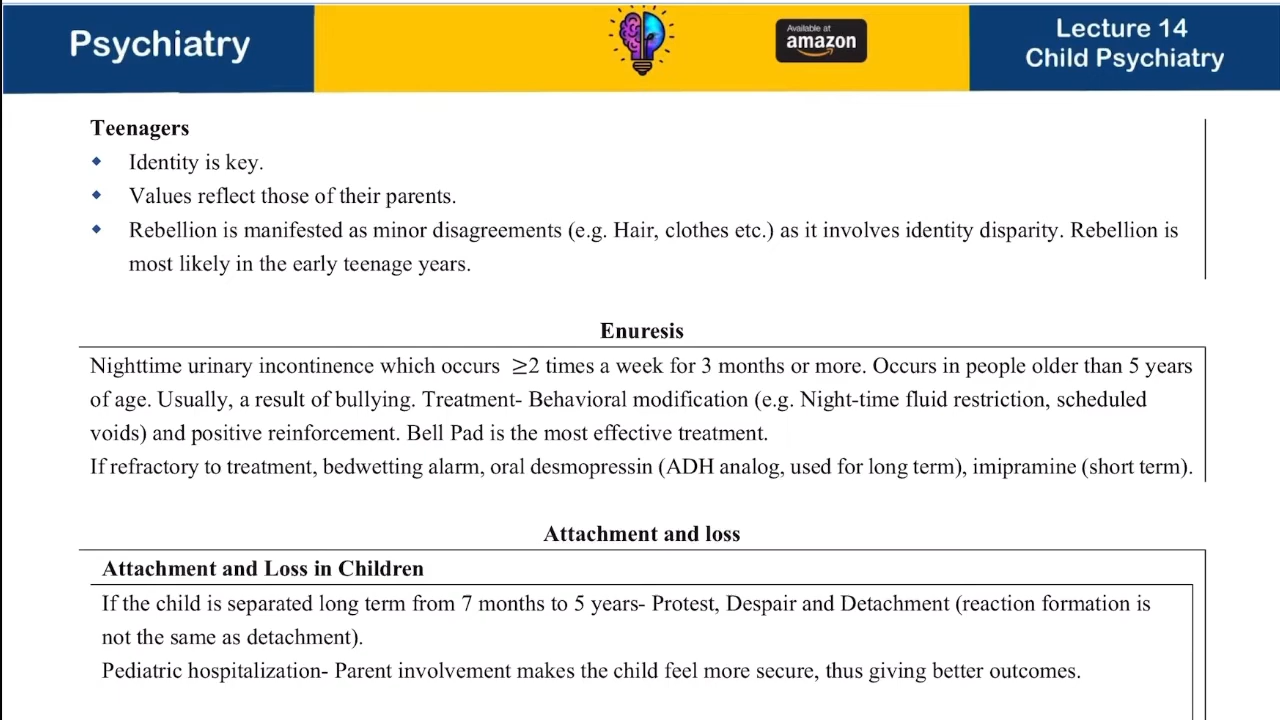 Psychiatry
Available at
amazon
Lecture 14
Child Psychiatry
Teenagers
Identity is key.
Values reflect those of their parents.
Rebellion is manifested as minor disagreements (e.g. Hair, clothes etc.) as it involves identity disparity. Rebellion is
most likely in the early teenage years.
Enuresis
Nighttime urinary incontinence which occurs ≥2 times a week for 3 months or more. Occurs in people older than 5 years
of age. Usually, a result of bullying. Treatment- Behavioral modification (e.g. Night-time fluid restriction, scheduled
voids) and positive reinforcement. Bell Pad is the most effective treatment.
If refractory to treatment, bedwetting alarm, oral desmopressin (ADH analog, used for long term), imipramine (short term).
Attachment and loss
Attachment and Loss in Children
If the child is separated long term from 7 months to 5 years- Protest, Despair and Detachment (reaction formation is
not the same as detachment).
Pediatric hospitalization- Parent involvement makes the child feel more secure, thus giving better outcomes.